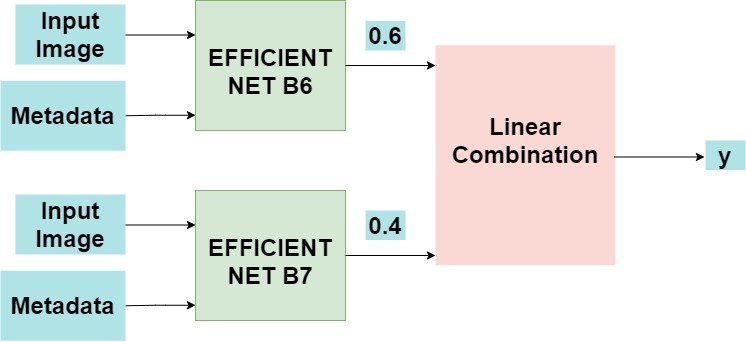 Input
Image
Metadata
EFFICIENT
NET B6
0.6
Input
Image
Metadata
EFFICIENT
NET B7
0.4
Linear
Combination
y